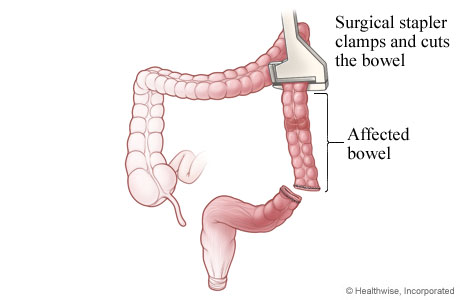 Surgical stapler
clamps and cuts
the bowel
Affected
bowel
© Healthwise, Incorporated